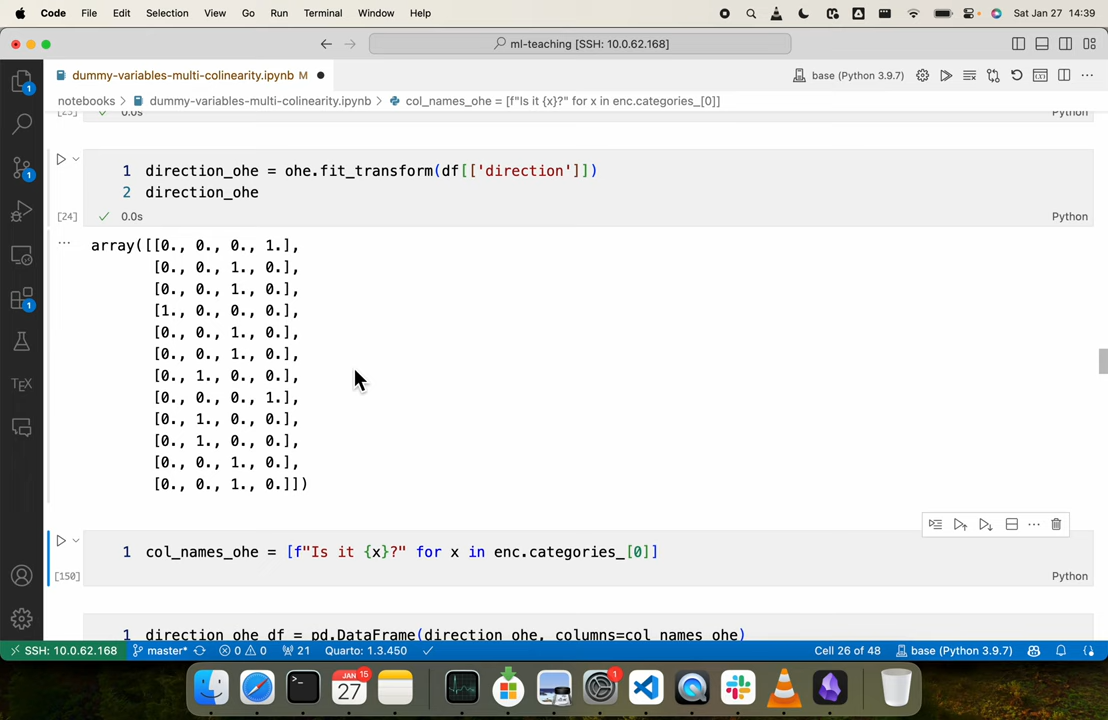 Code File Edit Selection View Go Run Terminal Window Help Sat Jan 27 14:39
ml-teaching [SSH: 10.0.62.168]
dummy-variables-multi-colinearity.ipynb M base (Python 3.9.7)
notebooks > dummy-variables-multi-colinearity.ipynb > col_names_ohe = [f"Is it {x}?" for x in enc.categories_[0]]
[23] 0.0s Python
1 direction_ohe = ohe.fit_transform(df[['direction']])
2 direction_ohe
[24] 0.0s Python
... array([[0., 0., 0., 1.],
[0., 0., 1., 0.],
[0., 0., 1., 0.],
[1., 0., 0., 0.],
[0., 0., 1., 0.],
[0., 0., 1., 0.],
[0., 1., 0., 0.],
[0., 0., 0., 1.],
[0., 1., 0., 0.],
[0., 1., 0., 0.],
[0., 0., 1., 0.],
[0., 0., 1., 0.]])
1 col_names_ohe = [f"Is it {x}?" for x in enc.categories_[0]]
[150] Python
1 direction_ohe_df = pd.DataFrame(direction_ohe, columns=col_names_ohe)
TEX
SSH: 10.0.62.168 master* 0 0 21 Quarto: 1.3.450 Cell 26 of 48 base (Python 3.9.7)
JAN 15
27
1